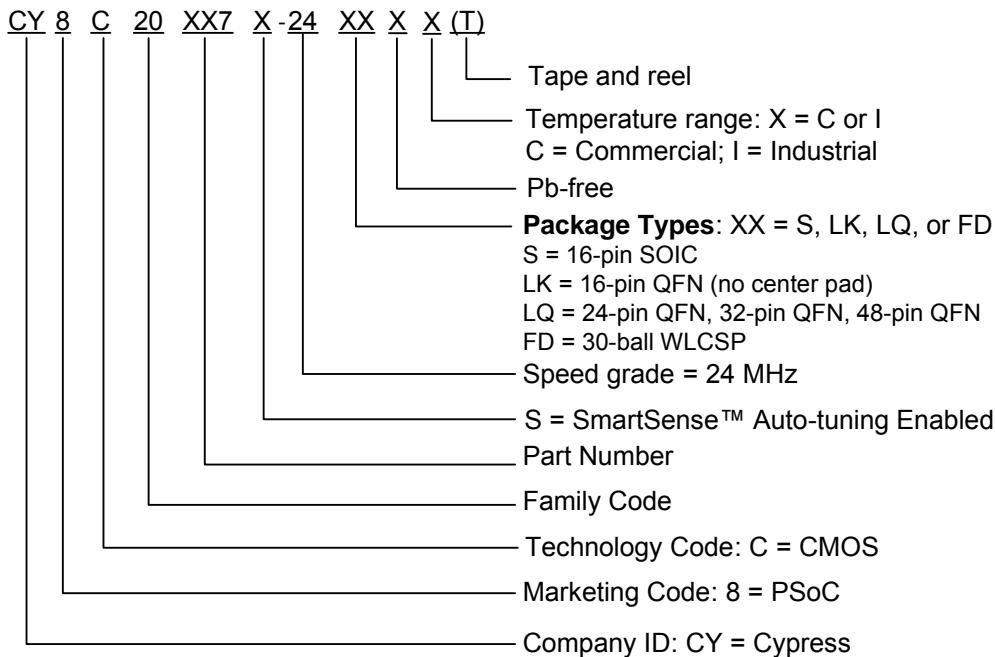 CY 8 C 20 XX7 X - 24 XX X X (T)
Tape and reel
Temperature range: X = C or I
C = Commercial; I = Industrial
Pb-free
Package Types: XX = S, LK, LQ, or FD
S = 16-pin SOIC
LK = 16-pin QFN (no center pad)
LQ = 24-pin QFN, 32-pin QFN, 48-pin QFN
FD = 30-ball WLCSP
Speed grade = 24 MHz
S = SmartSense™ Auto-tuning Enabled
Part Number
Family Code
Technology Code: C = CMOS
Marketing Code: 8 = PSoC
Company ID: CY = Cypress